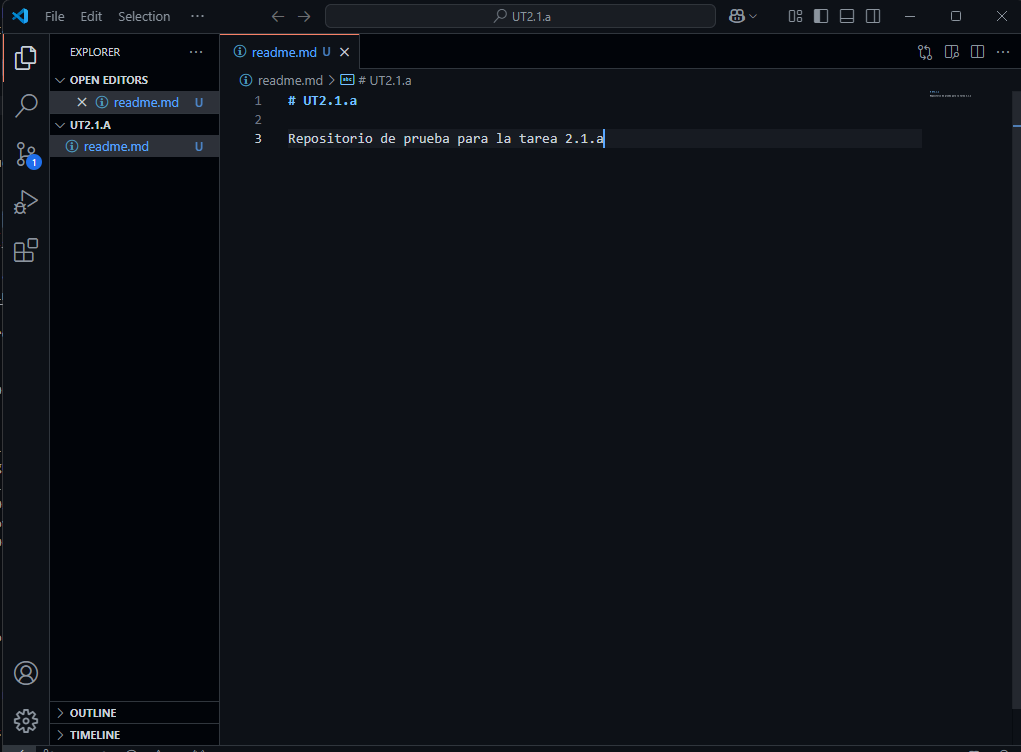 File Edit Selection ··· UT2.1.a
EXPLORER ···
OPEN EDITORS
readme.md U
UT2.1.A
readme.md U
1
OUTLINE
TIMELINE
readme.md U
readme.md > # UT2.1.a
1 # UT2.1.a
2
3 Repositorio de prueba para la tarea 2.1.a